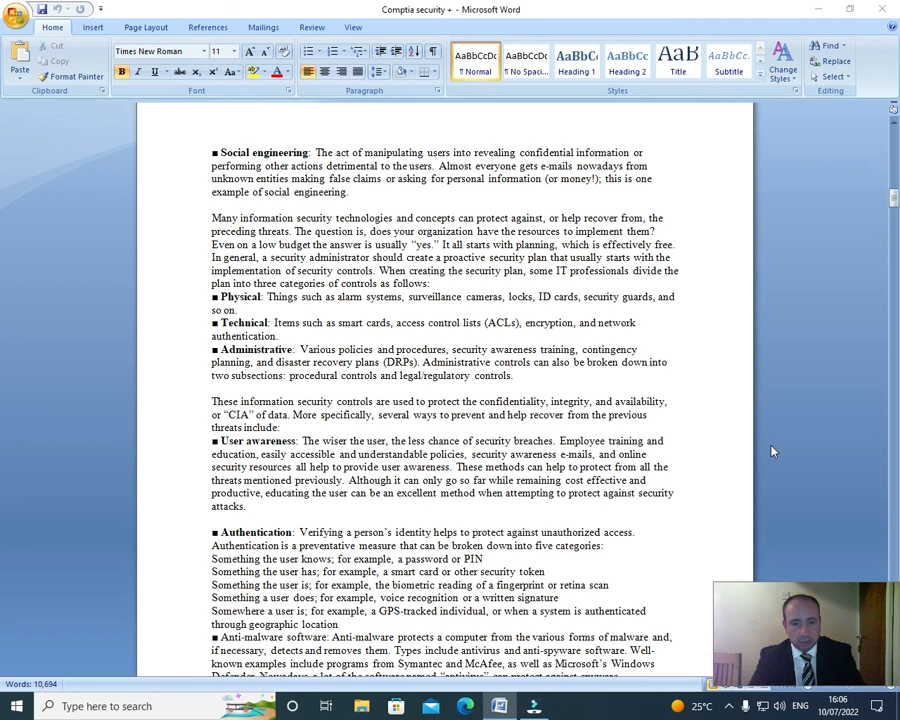 Comptia security + - Microsoft Word
Home Insert Page Layout References Mailings Review View
Paste
Cut
Copy
Format Painter
Clipboard
Times New Roman 11
Font
Paragraph
AaBbCcDc AaBbCcDc AaBbCc AaBbCc AaB AaBbCc.
¶ Normal ¶ No Spaci... Heading 1 Heading 2 Title Subtitle
Change Styles
Styles
Find
Replace
Select
Editing
■ Social engineering: The act of manipulating users into revealing confidential information or
performing other actions detrimental to the users. Almost everyone gets e-mails nowadays from
unknown entities making false claims or asking for personal information (or money!); this is one
example of social engineering.
Many information security technologies and concepts can protect against, or help recover from, the
preceding threats. The question is, does your organization have the resources to implement them?
Even on a low budget the answer is usually “yes.” It all starts with planning, which is effectively free.
In general, a security administrator should create a proactive security plan that usually starts with the
implementation of security controls. When creating the security plan, some IT professionals divide the
plan into three categories of controls as follows:
■ Physical: Things such as alarm systems, surveillance cameras, locks, ID cards, security guards, and
so on.
■ Technical: Items such as smart cards, access control lists (ACLs), encryption, and network
authentication.
■ Administrative: Various policies and procedures, security awareness training, contingency
planning, and disaster recovery plans (DRPs). Administrative controls can also be broken down into
two subsections: procedural controls and legal/regulatory controls.
These information security controls are used to protect the confidentiality, integrity, and availability,
or “CIA” of data. More specifically, several ways to prevent and help recover from the previous
threats include:
■ User awareness: The wiser the user, the less chance of security breaches. Employee training and
education, easily accessible and understandable policies, security awareness e-mails, and online
security resources all help to provide user awareness. These methods can help to protect from all the
threats mentioned previously. Although it can only go so far while remaining cost effective and
productive, educating the user can be an excellent method when attempting to protect against security
attacks.
■ Authentication: Verifying a person’s identity helps to protect against unauthorized access.
Authentication is a preventative measure that can be broken down into five categories:
Something the user knows; for example, a password or PIN
Something the user has; for example, a smart card or other security token
Something the user is; for example, the biometric reading of a fingerprint or retina scan
Something a user does; for example, voice recognition or a written signature
Somewhere a user is; for example, a GPS-tracked individual, or when a system is authenticated
through geographic location
■ Anti-malware software: Anti-malware protects a computer from the various forms of malware and,
if necessary, detects and removes them. Types include antivirus and anti-spyware software. Well-
known examples include programs from Symantec and McAfee, as well as Microsoft’s Windows
Defender. Nowadays, a lot of the software named “antivirus” can protect against spyware
Words: 10,694
Type here to search
25°C
ENG
16:06
10/07/2022